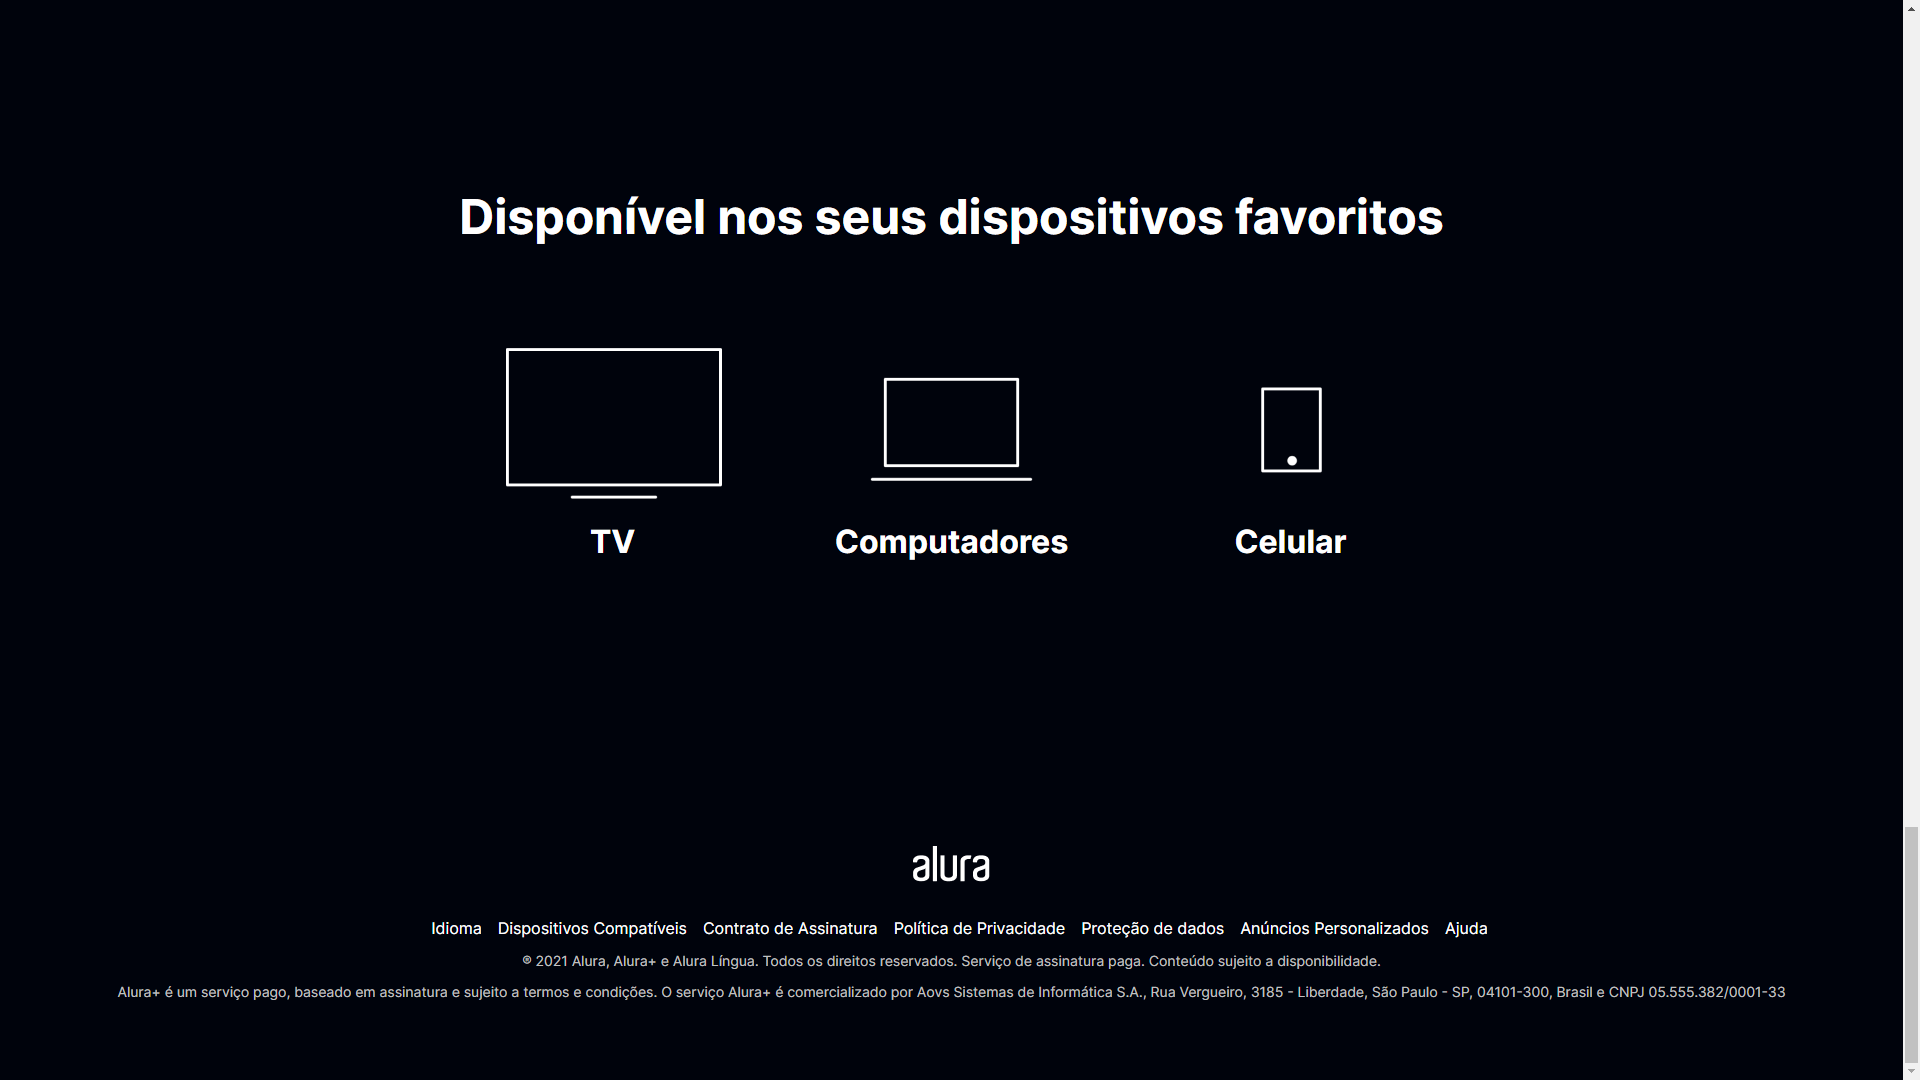 Disponível nos seus dispositivos favoritos
TV
Computadores
Celular
alura
Idioma Dispositivos Compatíveis Contrato de Assinatura Política de Privacidade Proteção de dados Anúncios Personalizados Ajuda
® 2021 Alura, Alura+ e Alura Língua. Todos os direitos reservados. Serviço de assinatura paga. Conteúdo sujeito a disponibilidade.
Alura+ é um serviço pago, baseado em assinatura e sujeito a termos e condições. O serviço Alura+ é comercializado por Aovs Sistemas de Informática S.A., Rua Vergueiro, 3185 - Liberdade, São Paulo - SP, 04101-300, Brasil e CNPJ 05.555.382/0001-33